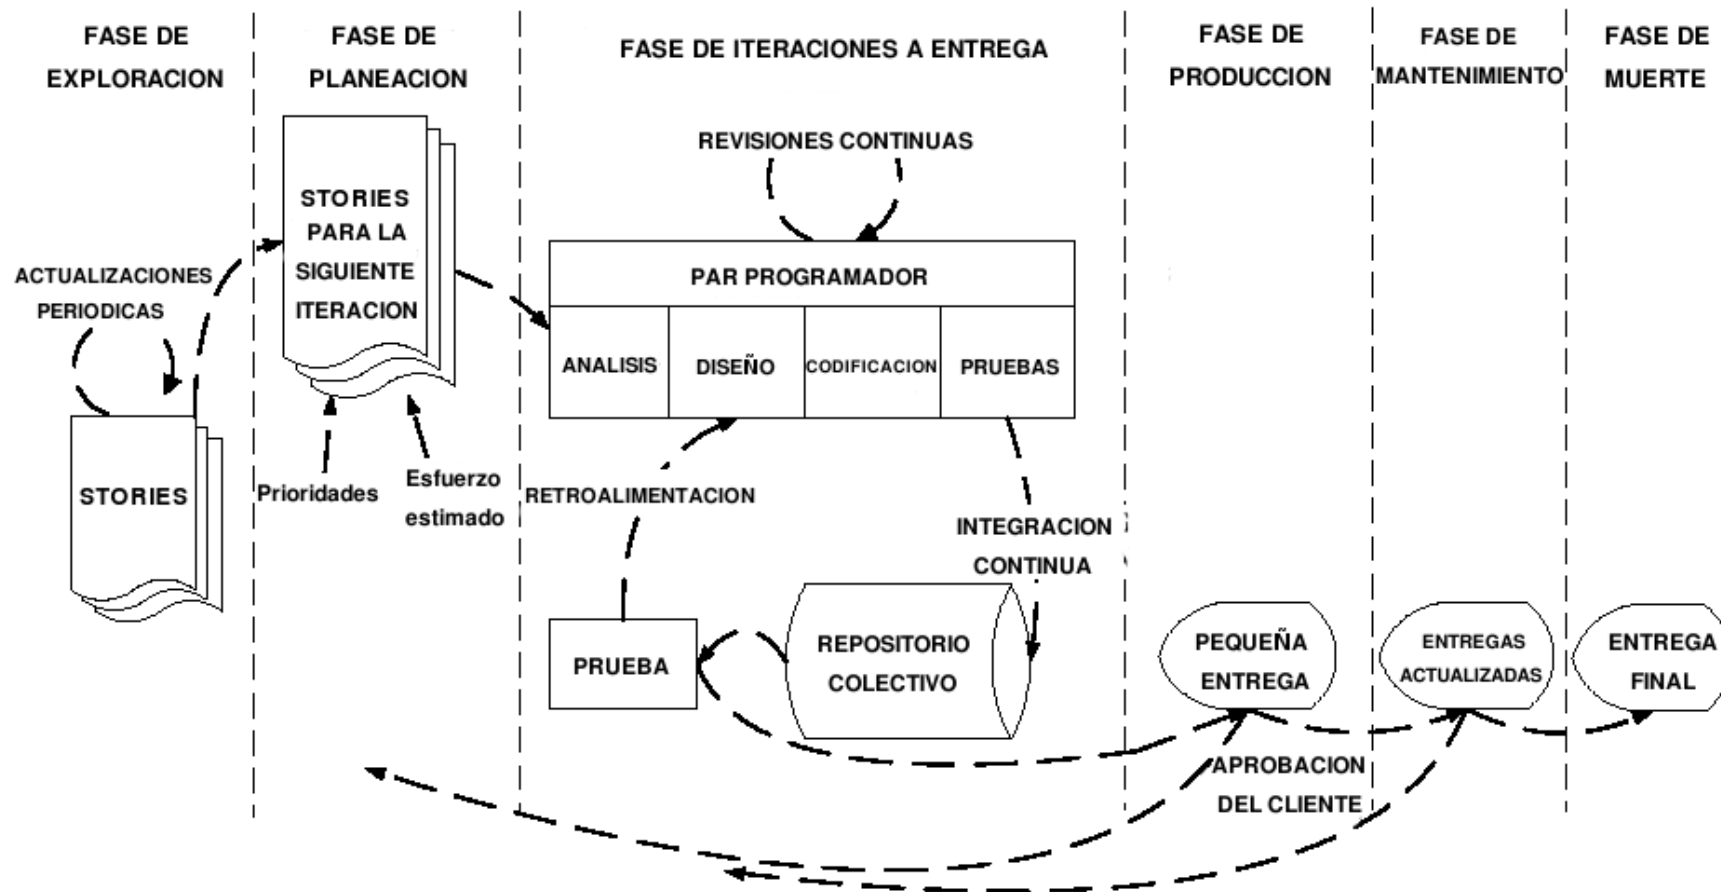 FASE DE
EXPLORACION
FASE DE
PLANEACION
FASE DE ITERACIONES A ENTREGA
FASE DE
PRODUCCION
FASE DE
MANTENIMIENTO
FASE DE
MUERTE
ACTUALIZACIONES
PERIODICAS
STORIES
STORIES
PARA LA
SIGUIENTE
ITERACION
Prioridades
Esfuerzo
estimado
REVISIONES CONTINUAS
PAR PROGRAMADOR
ANALISIS
DISEÑO
CODIFICACION
PRUEBAS
RETROALIMENTACION
INTEGRACION
CONTINUA
PRUEBA
REPOSITORIO
COLECTIVO
PEQUEÑA
ENTREGA
ENTREGAS
ACTUALIZADAS
ENTREGA
FINAL
APROBACION
DEL CLIENTE